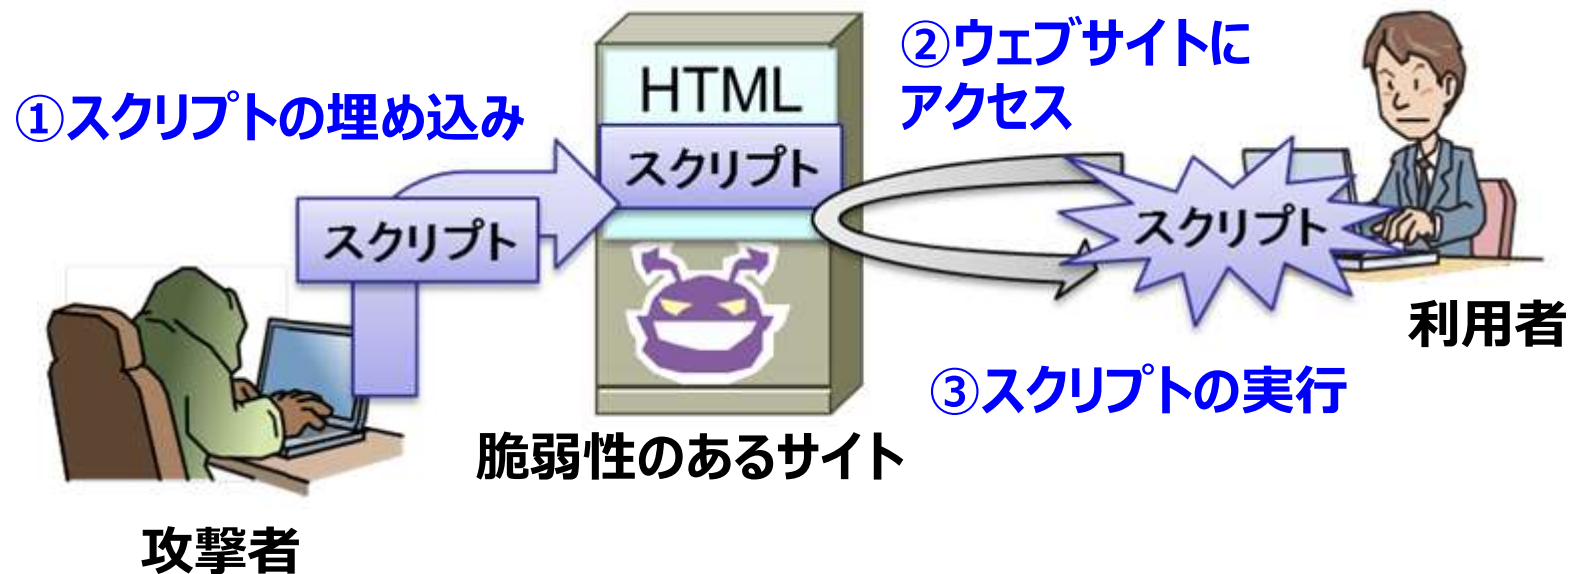 ①スクリプトの埋め込み
HTML
スクリプト
スクリプト
②ウェブサイトに
アクセス
スクリプト
利用者
③スクリプトの実行
脆弱性のあるサイト
攻撃者